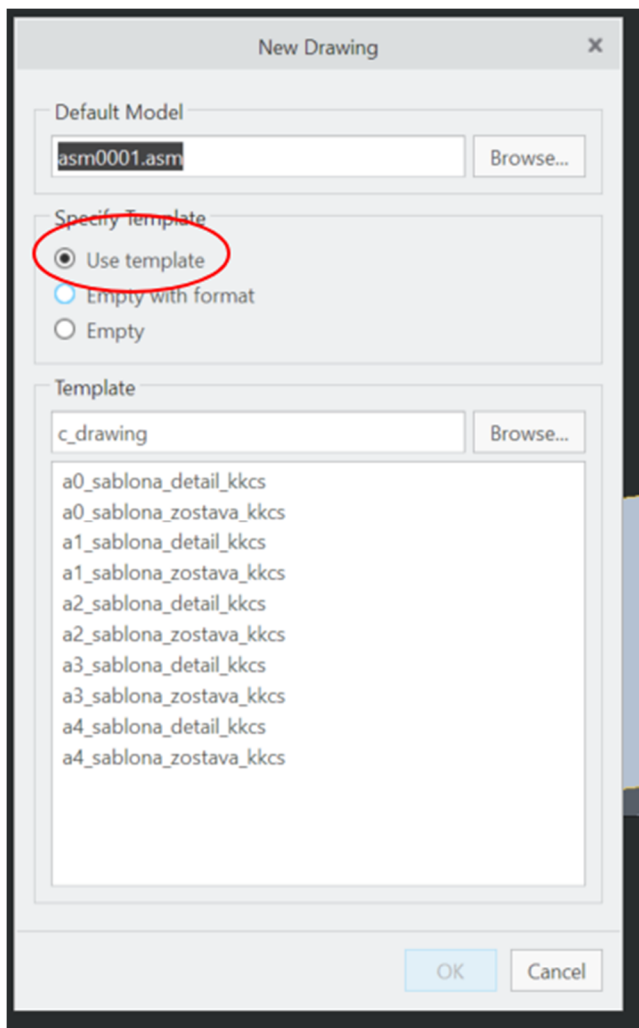 New Drawing
Default Model
asm0001.asm Browse...
Specify Template
Use template
Empty with format
Empty
Template
c_drawing Browse...
a0_sablona_detail_kkcs
a0_sablona_zostava_kkcs
a1_sablona_detail_kkcs
a1_sablona_zostava_kkcs
a2_sablona_detail_kkcs
a2_sablona_zostava_kkcs
a3_sablona_detail_kkcs
a3_sablona_zostava_kkcs
a4_sablona_detail_kkcs
a4_sablona_zostava_kkcs
OK Cancel